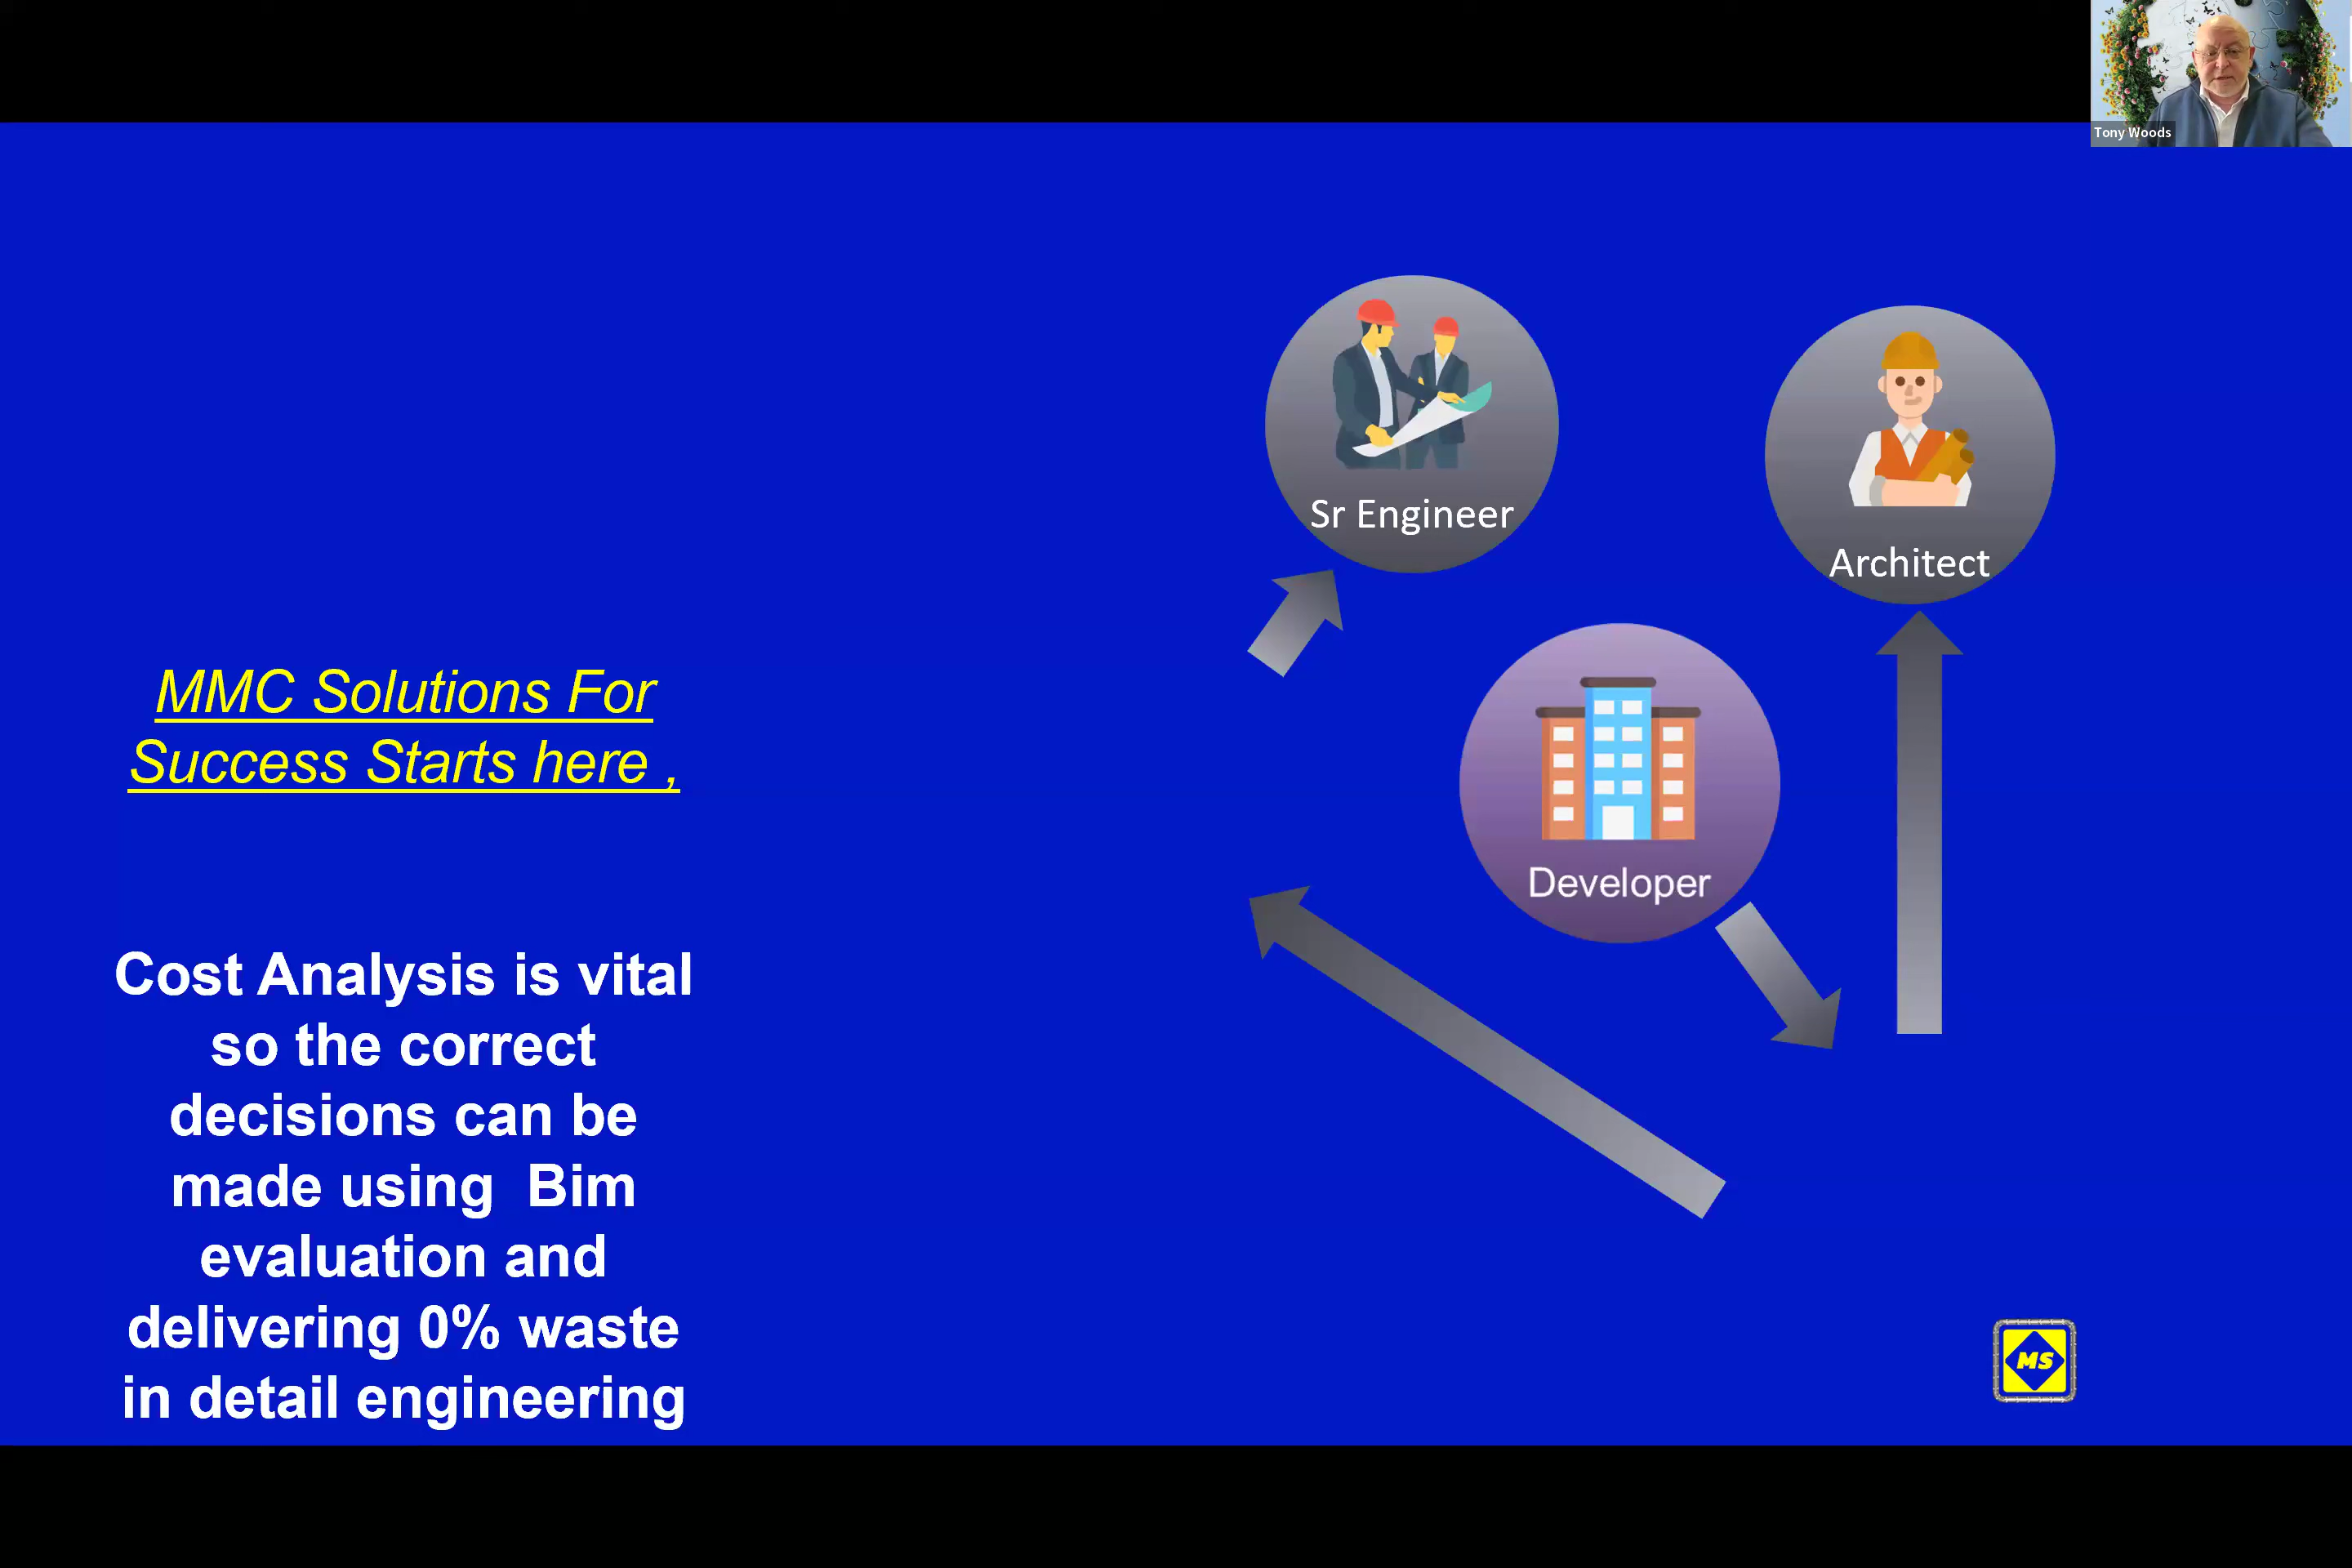 Tony Woods
Sr Engineer
Architect
MMC Solutions For
Success Starts here ,
Developer
Cost Analysis is vital
so the correct
decisions can be
made using  Bim
evaluation and
delivering 0% waste
in detail engineering
MS